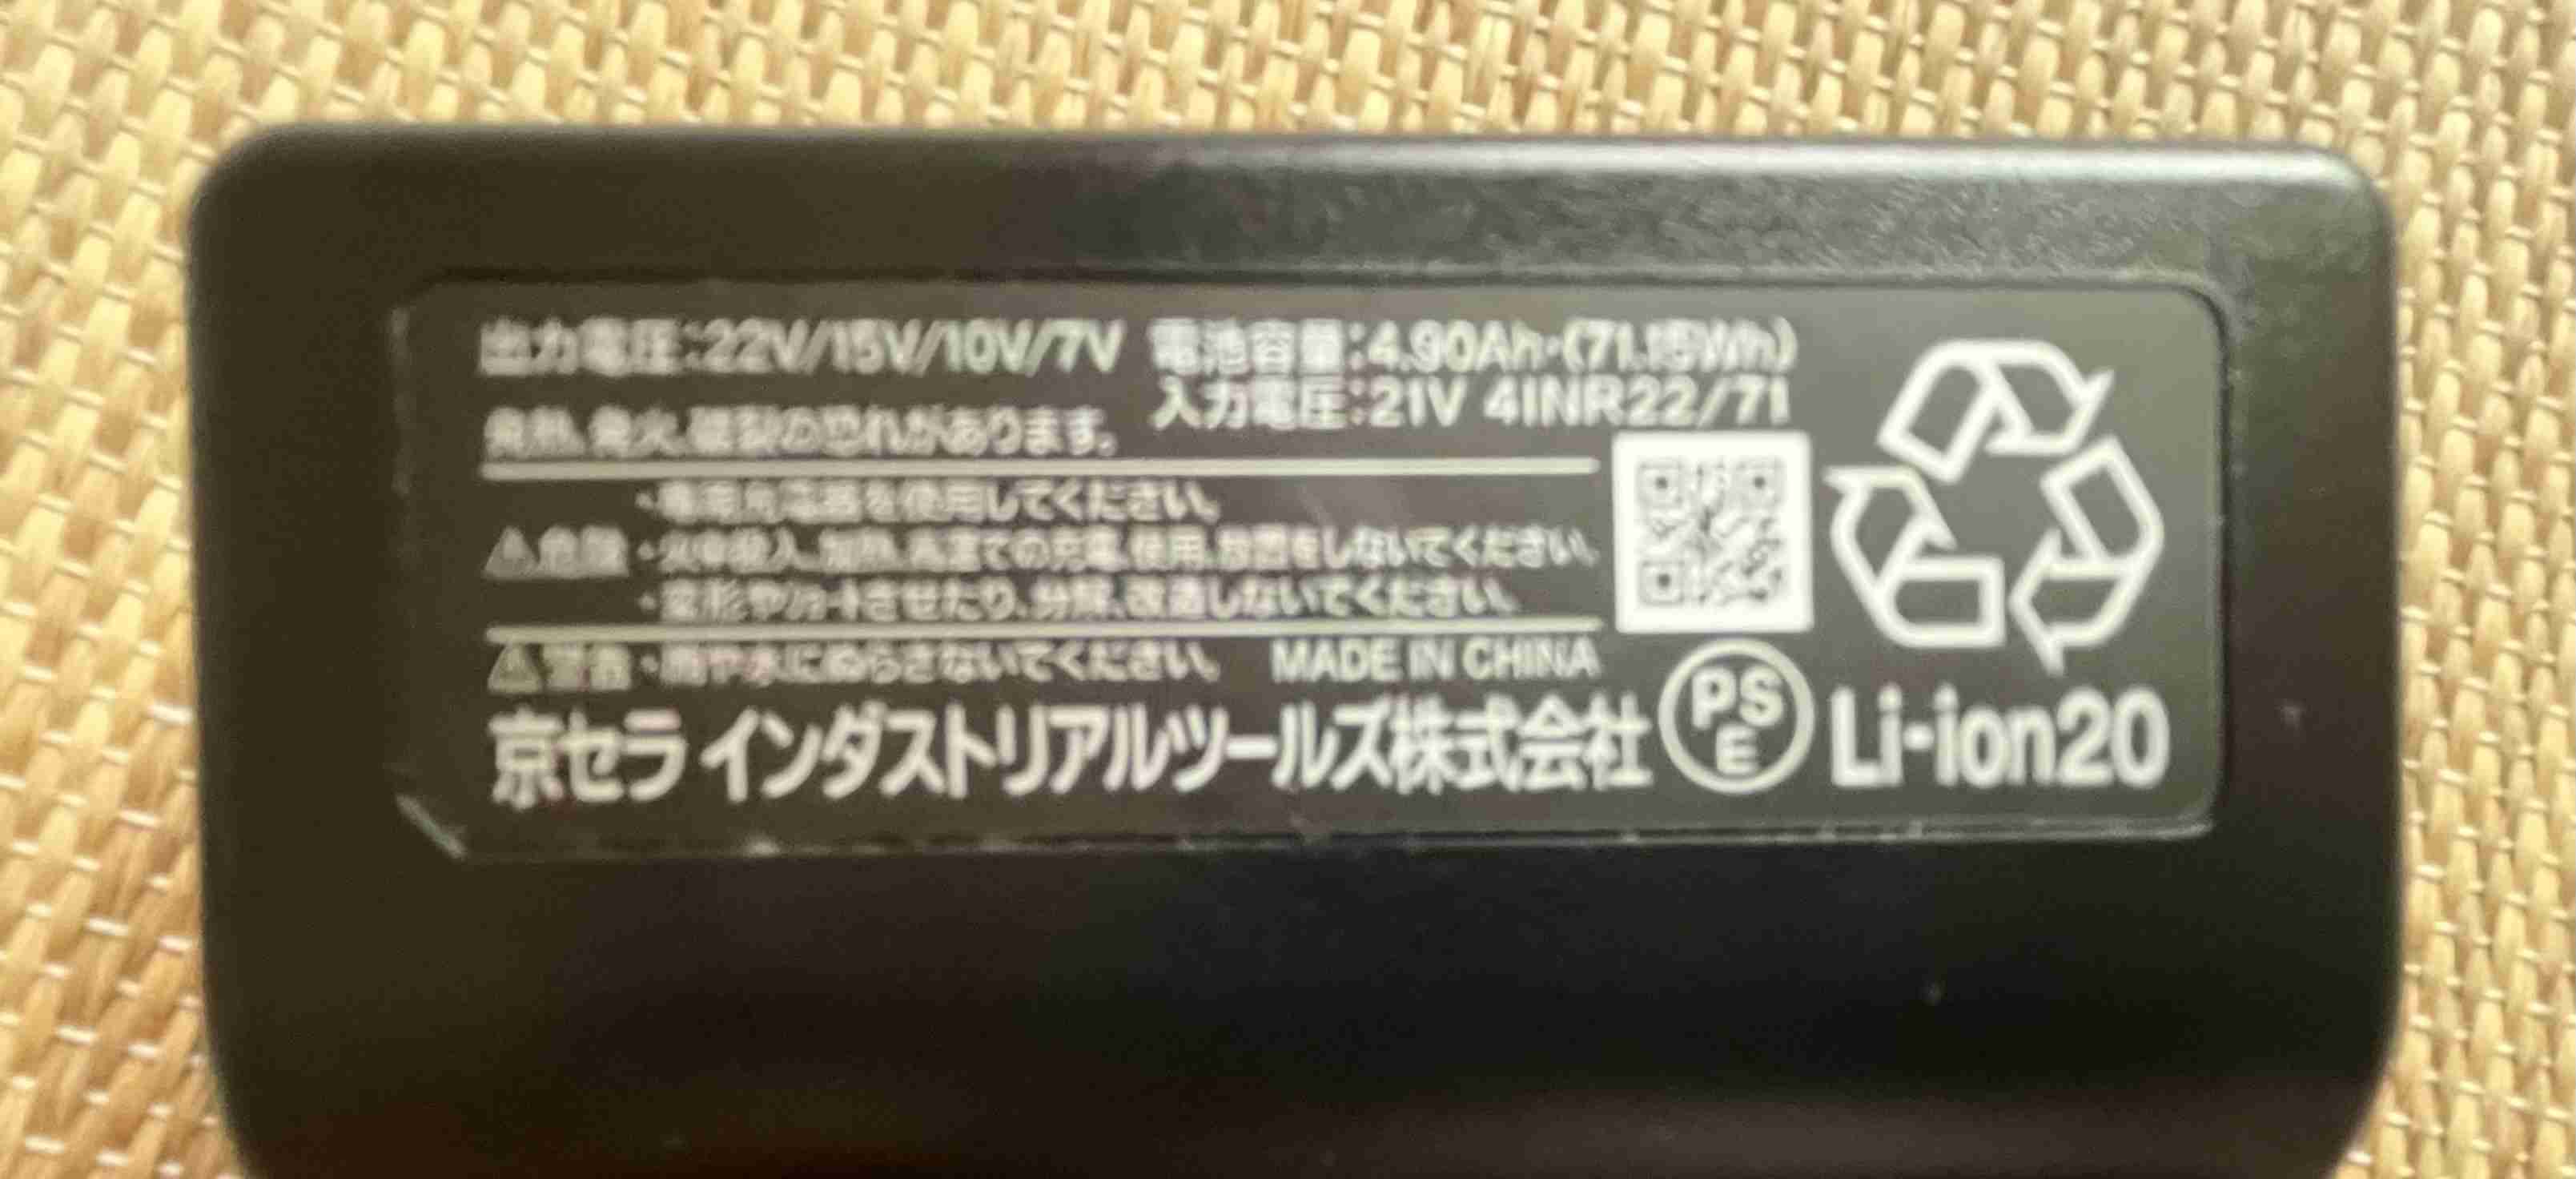 出力電圧:22V/15V/10V/7V 電池容量:4.90Ah (71.15Wh)
入力電圧:21V 4INR22/71
発熱、発火、破裂の恐れがあります。
・専用充電器を使用してください。
⚠危険 ・火中投入、加熱、高温での充電、使用、放置をしないでください。
・変形やショートさせたり、分解、改造しないでください。
⚠警告 ・雨や水にぬらさないでください。 MADE IN CHINA
京セラ インダストリアルツールズ株式会社 PSE Li-ion20